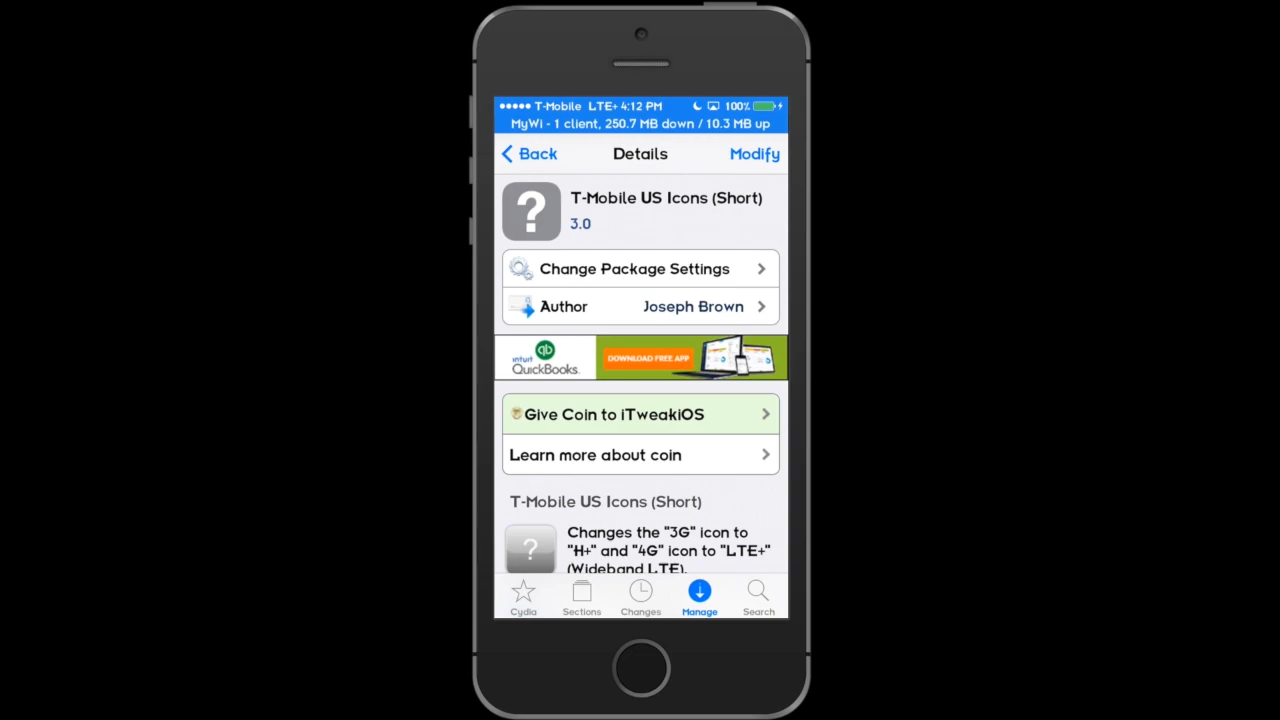 T-Mobile LTE+ 4:12 PM 100%
MyWi - 1 client, 250.7 MB down / 10.3 MB up
Back Details Modify
T-Mobile US Icons (Short)
3.0
Change Package Settings
Author Joseph Brown
intuit qb
QuickBooks.
DOWNLOAD FREE APP
Give Coin to iTweakiOS
Learn more about coin
T-Mobile US Icons (Short)
Changes the "3G" icon to
"H+" and "4G" icon to "LTE+"
(Wideband LTE).
Cydia Sections Changes Manage Search